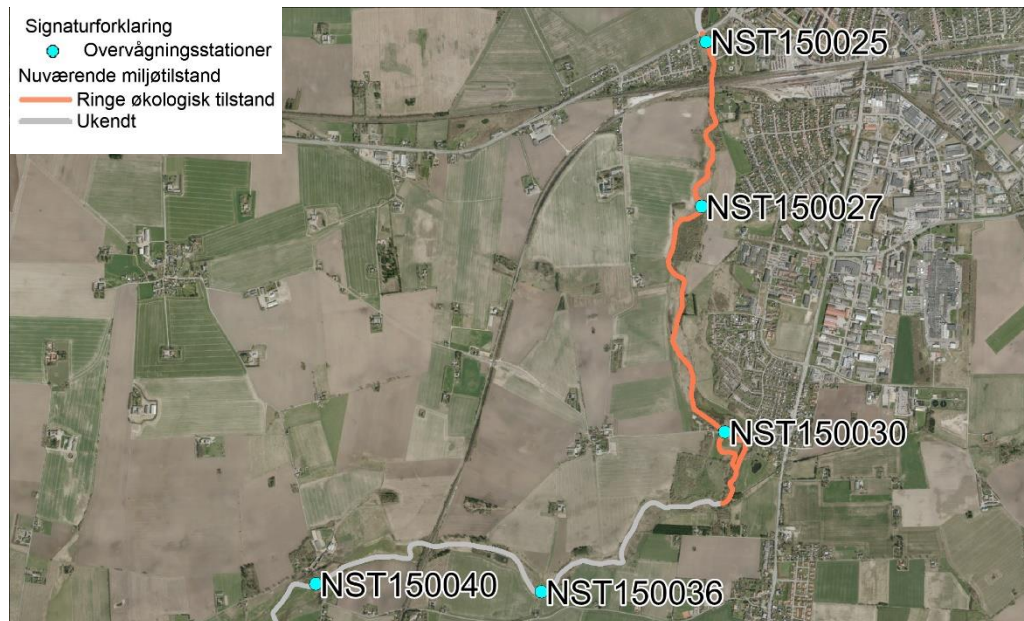 Signaturforklaring
Overvågningsstationer
Nuværende miljøtilstand
Ringe økologisk tilstand
Ukendt
NST150025
NST150027
NST150030
NST150040
NST150036